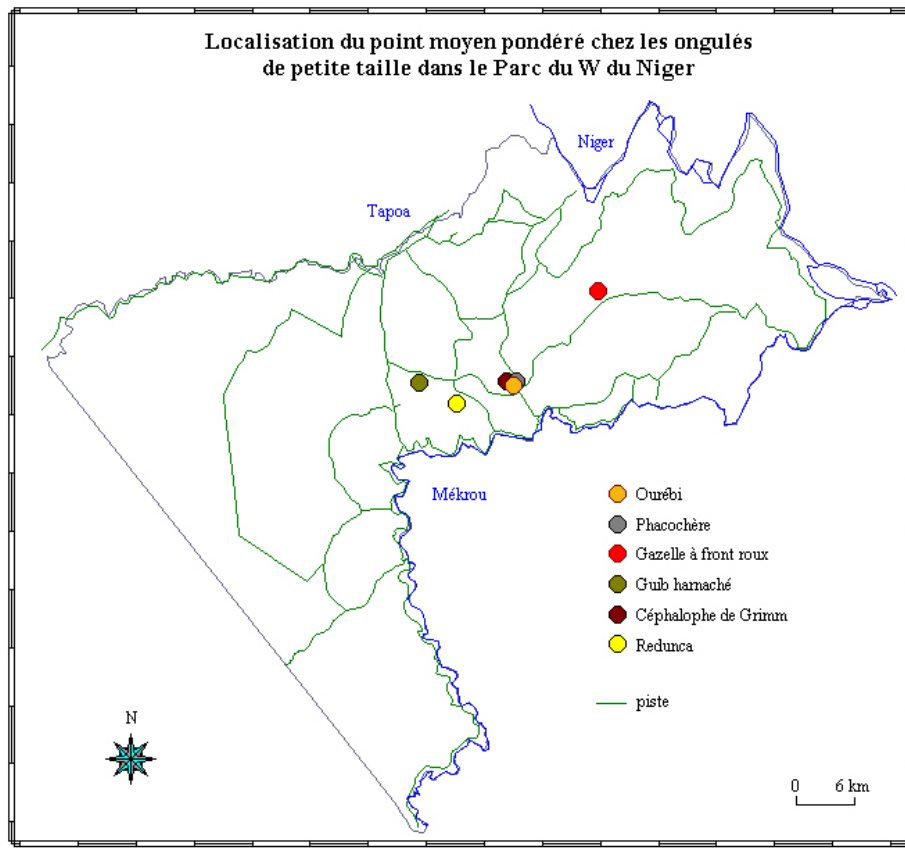 Localisation du point moyen pondéré chez les ongulés
de petite taille dans le Parc du W du Niger
Niger
Tapoa
Mékrou
Ourébi
Phacochère
Gazelle à front roux
Guib harnaché
Céphalophe de Grimm
Redunca
piste
N
0 6 km